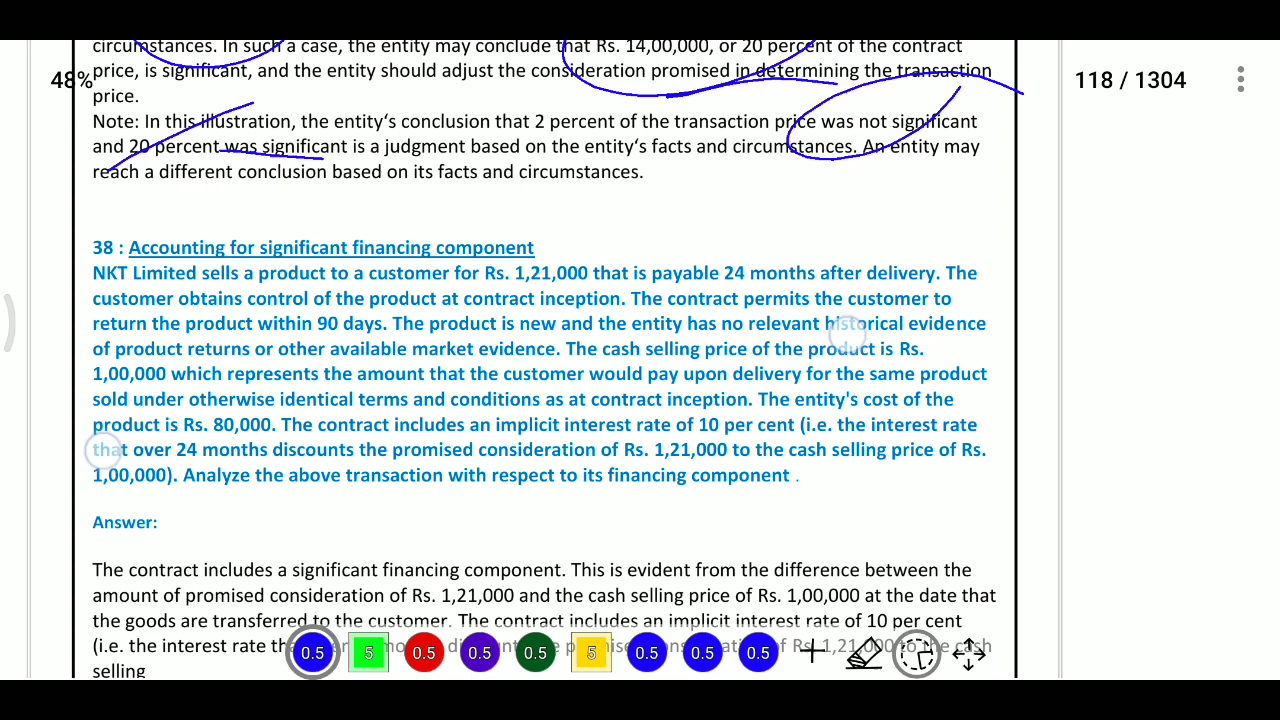 circumstances. In such a case, the entity may conclude that Rs. 14,00,000, or 20 percent of the contract
48%
118 / 1304
price, is significant, and the entity should adjust the consideration promised in determining the transaction
price.
Note: In this illustration, the entity's conclusion that 2 percent of the transaction price was not significant
and 20 percent was significant is a judgment based on the entity's facts and circumstances. An entity may
reach a different conclusion based on its facts and circumstances.
38 : Accounting for significant financing component
NKT Limited sells a product to a customer for Rs. 1,21,000 that is payable 24 months after delivery. The
customer obtains control of the product at contract inception. The contract permits the customer to
return the product within 90 days. The product is new and the entity has no relevant historical evidence
of product returns or other available market evidence. The cash selling price of the product is Rs.
1,00,000 which represents the amount that the customer would pay upon delivery for the same product
sold under otherwise identical terms and conditions as at contract inception. The entity's cost of the
product is Rs. 80,000. The contract includes an implicit interest rate of 10 per cent (i.e. the interest rate
that over 24 months discounts the promised consideration of Rs. 1,21,000 to the cash selling price of Rs.
1,00,000). Analyze the above transaction with respect to its financing component .
Answer:
The contract includes a significant financing component. This is evident from the difference between the
amount of promised consideration of Rs. 1,21,000 and the cash selling price of Rs. 1,00,000 at the date that
the goods are transferred to the customer. The contract includes an implicit interest rate of 10 per cent
(i.e. the interest rate of Rs. 1,21,000 to the cash
selling
0.5 5 0.5 0.5 0.5 5 0.5 0.5 0.5